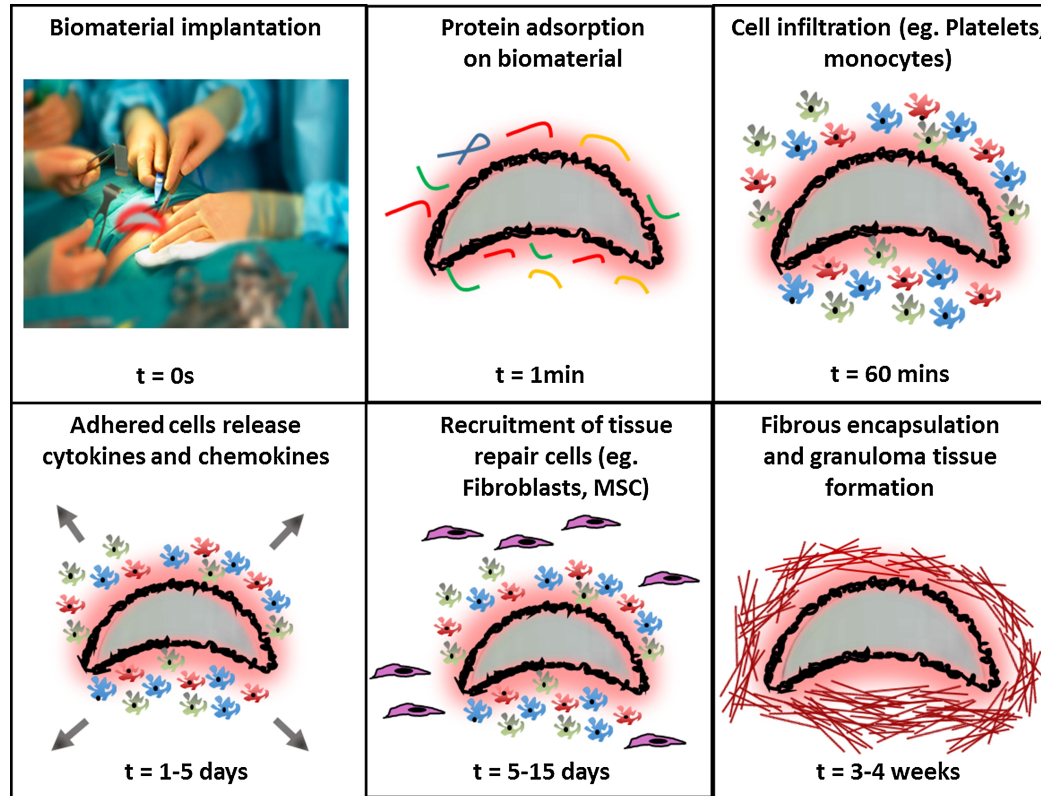 Biomaterial implantation
t = 0s
Protein adsorption
on biomaterial
t = 1min
Cell infiltration (eg. Platelets,
monocytes)
t = 60 mins
Adhered cells release
cytokines and chemokines
t = 1-5 days
Recruitment of tissue
repair cells (eg.
Fibroblasts, MSC)
t = 5-15 days
Fibrous encapsulation
and granuloma tissue
formation
t = 3-4 weeks